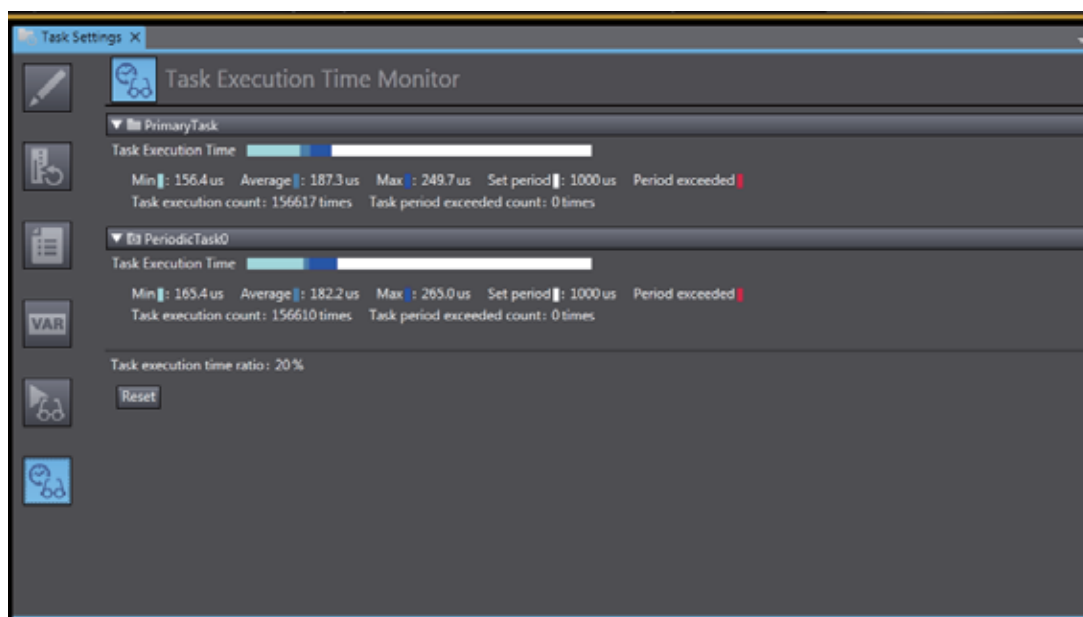 Task Settings
Task Execution Time Monitor
PrimaryTask
Task Execution Time
Min : 156.4 us Average : 187.3 us Max : 249.7 us Set period : 1000 us Period exceeded
Task execution count : 156617 times Task period exceeded count : 0 times
PeriodicTask0
Task Execution Time
Min : 165.4 us Average : 182.2 us Max : 265.0 us Set period : 1000 us Period exceeded
VAR
Task execution count : 156610 times Task period exceeded count : 0 times
Task execution time ratio : 20 %
Reset